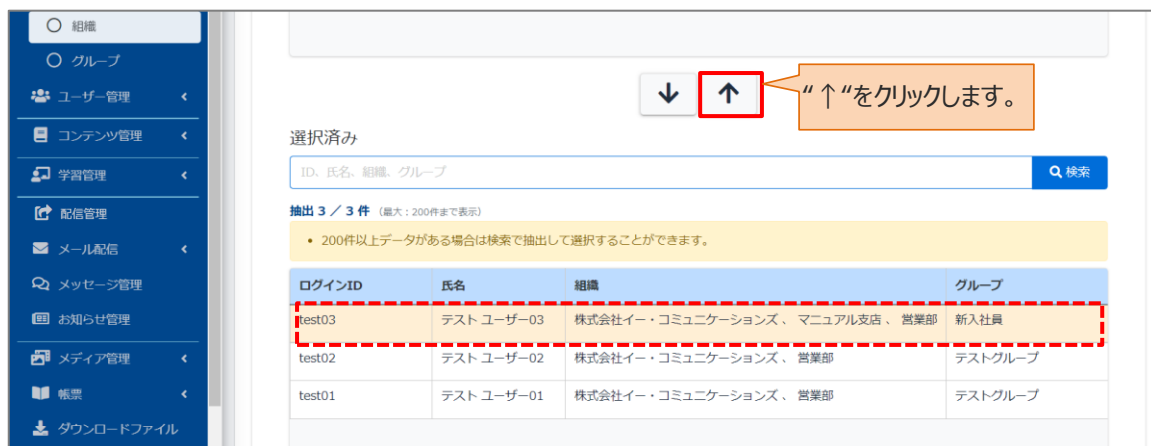 組織
グループ
ユーザー管理
コンテンツ管理
学習管理
配信管理
メール配信
メッセージ管理
お知らせ管理
メディア管理
帳票
ダウンロードファイル
“↑“をクリックします。
選択済み
ID、氏名、組織、グループ
検索
抽出 3 ／ 3 件 （最大：200件まで表示）
• 200件以上データがある場合は検索で抽出して選択することができます。
ログインID 氏名 組織 グループ
test03 テスト ユーザー03 株式会社イー・コミュニケーションズ 、 マニュアル支店 、 営業部 新入社員
test02 テスト ユーザー02 株式会社イー・コミュニケーションズ 、 営業部 テストグループ
test01 テスト ユーザー01 株式会社イー・コミュニケーションズ 、 営業部 テストグループ